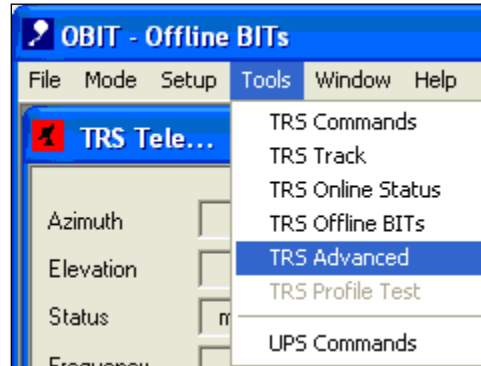 OBIT - Offline BITs
File Mode Setup Tools Window Help
TRS Tele...
TRS Commands
TRS Track
TRS Online Status
TRS Offline BITs
TRS Advanced
TRS Profile Test
UPS Commands
Azimuth
Elevation
Status
Frequency